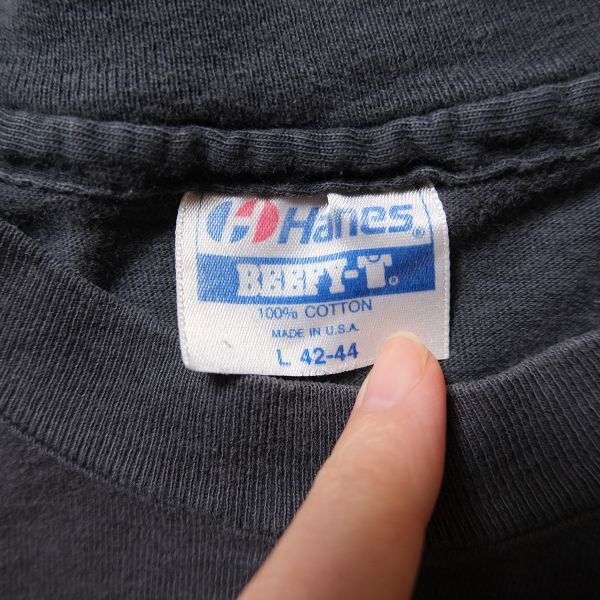 Hanes®
BEEFY-T®
100% COTTON
MADE IN U.S.A.
L 42-44